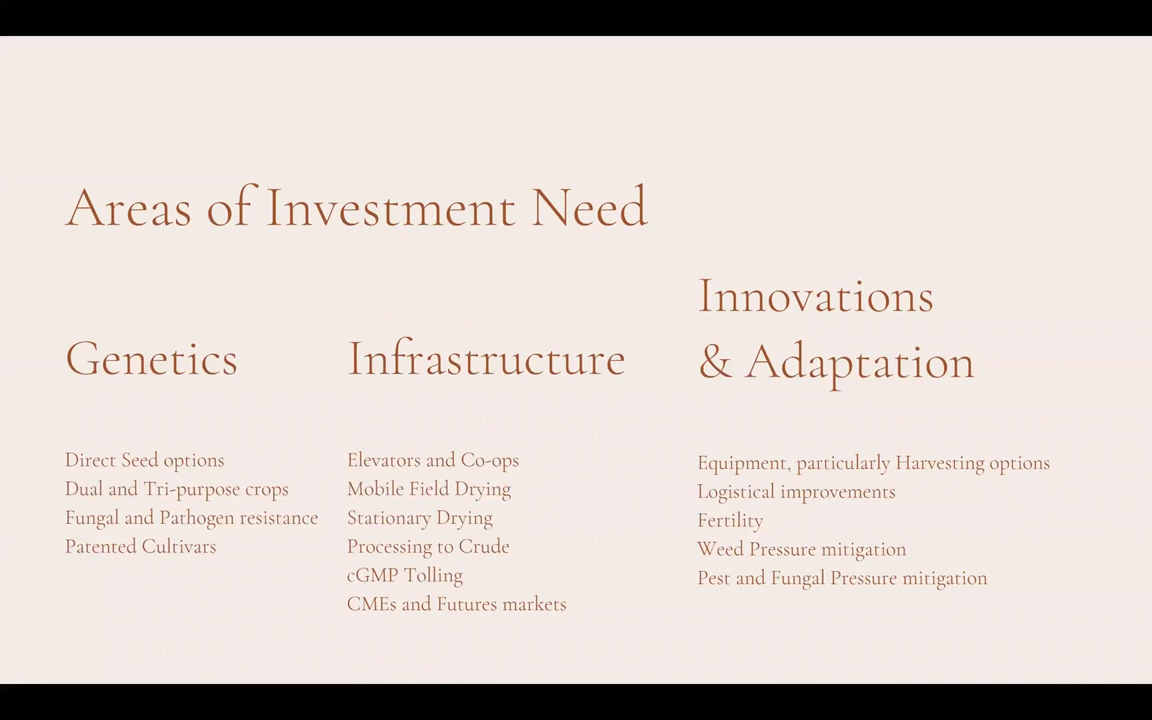 Areas of Investment Need
Genetics
Direct Seed options
Dual and Tri-purpose crops
Fungal and Pathogen resistance
Patented Cultivars
Infrastructure
Elevators and Co-ops
Mobile Field Drying
Stationary Drying
Processing to Crude
cGMP Tolling
CMEs and Futures markets
Innovations
& Adaptation
Equipment, particularly Harvesting options
Logistical improvements
Fertility
Weed Pressure mitigation
Pest and Fungal Pressure mitigation